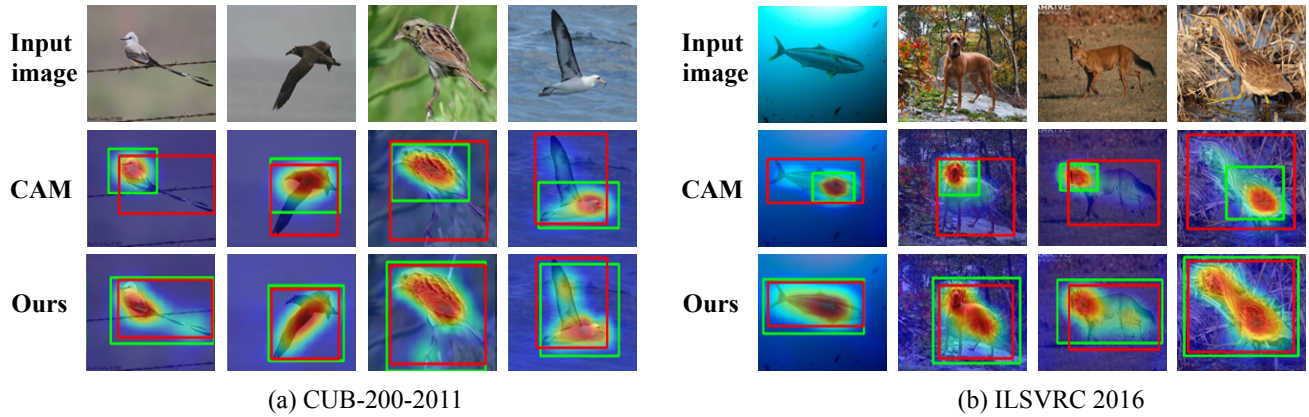 Input
image
CAM
Ours
(a) CUB-200-2011
Input
image
CAM
Ours
(b) ILSVRC 2016